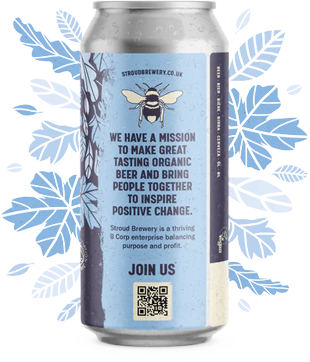 STROUDBREWERY.CO.UK
WE HAVE A MISSION
TO MAKE GREAT
TASTING ORGANIC
BEER AND BRING
PEOPLE TOGETHER
TO INSPIRE
POSITIVE CHANGE.
Stroud Brewery is a thriving
B Corp enterprise balancing
purpose and profit.
JOIN US